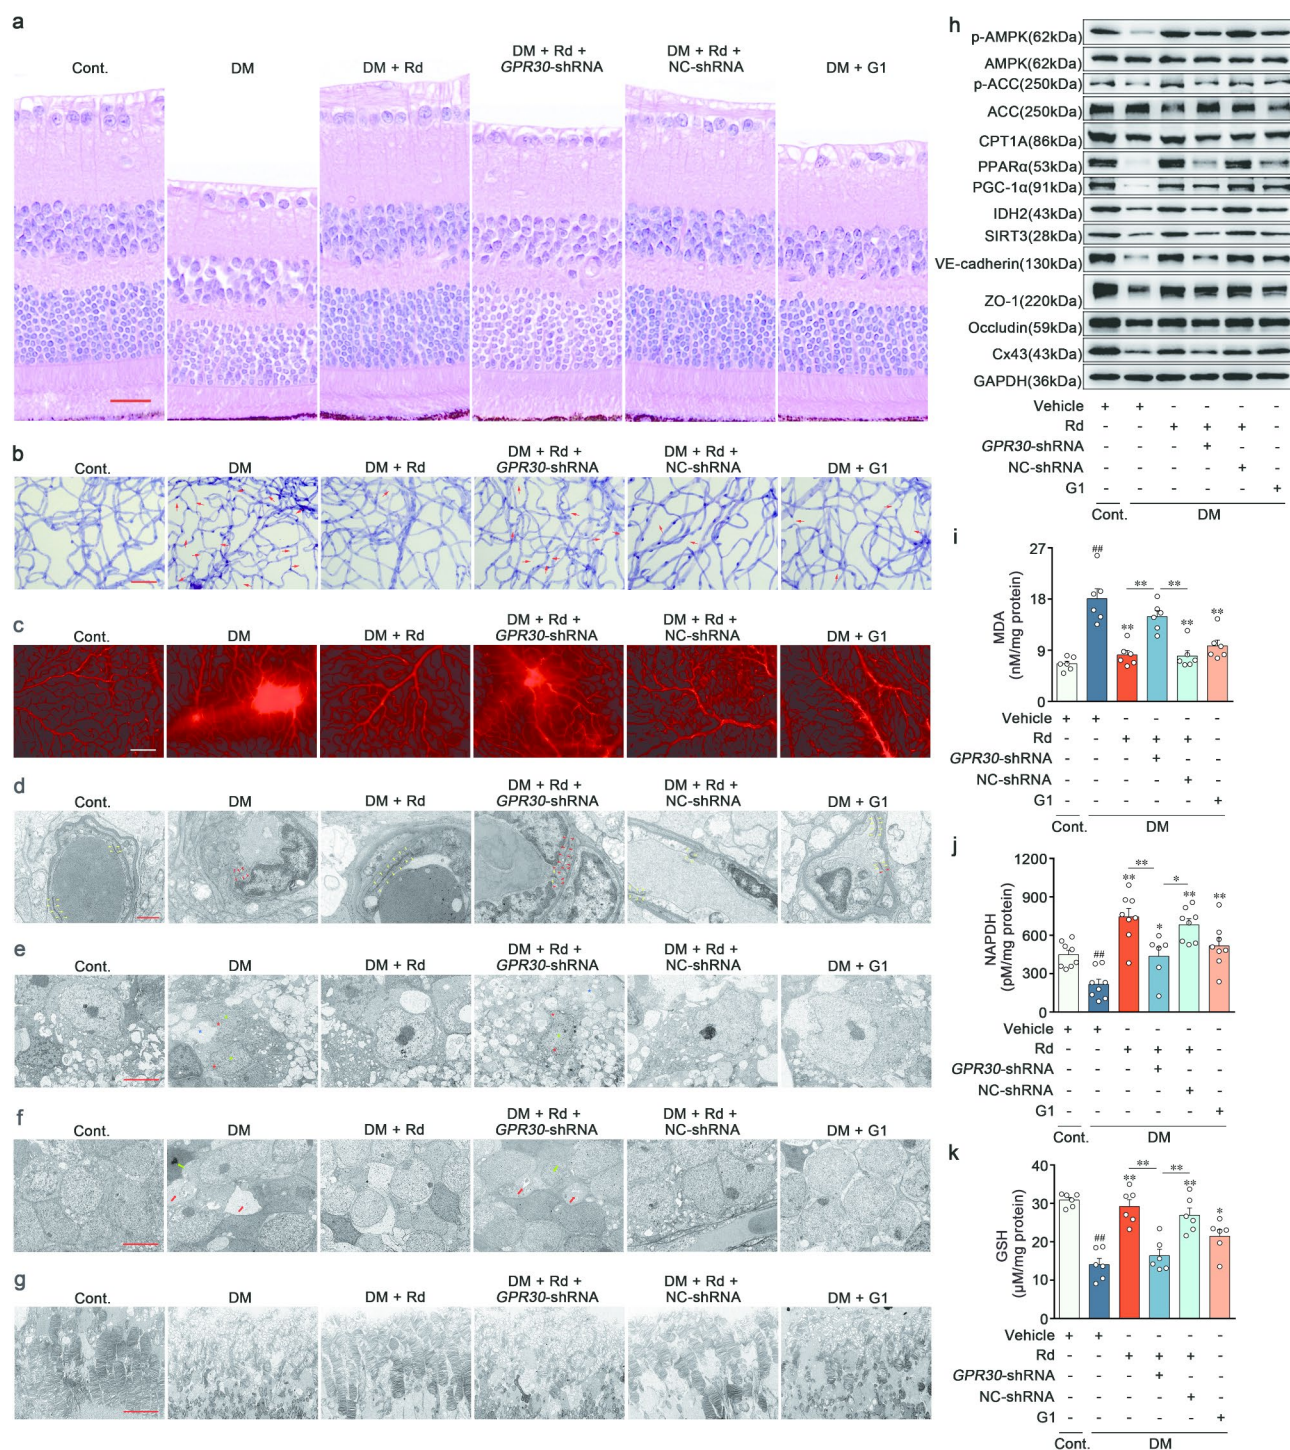 a
Cont.
DM
DM + Rd
DM + Rd +
GPR30-shRNA
DM + Rd +
NC-shRNA
DM + G1
b
Cont.
DM
DM + Rd
DM + Rd +
GPR30-shRNA
DM + Rd +
NC-shRNA
DM + G1
c
Cont.
DM
DM + Rd
DM + Rd +
GPR30-shRNA
DM + Rd +
NC-shRNA
DM + G1
d
Cont.
DM
DM + Rd
DM + Rd +
GPR30-shRNA
DM + Rd +
NC-shRNA
DM + G1
e
Cont.
DM
DM + Rd
DM + Rd +
GPR30-shRNA
DM + Rd +
NC-shRNA
DM + G1
f
Cont.
DM
DM + Rd
DM + Rd +
GPR30-shRNA
DM + Rd +
NC-shRNA
DM + G1
g
Cont.
DM
DM + Rd
DM + Rd +
GPR30-shRNA
DM + Rd +
NC-shRNA
DM + G1
h
p-AMPK(62kDa)
AMPK(62kDa)
p-ACC(250kDa)
ACC(250kDa)
CPT1A(86kDa)
PPARα(53kDa)
PGC-1α(91kDa)
IDH2(43kDa)
SIRT3(28kDa)
VE-cadherin(130kDa)
ZO-1(220kDa)
Occludin(59kDa)
Cx43(43kDa)
GAPDH(36kDa)
Vehicle + + - - - -
Rd - - + + + -
GPR30-shRNA - - - + - -
NC-shRNA - - - - + -
G1 - - - - - +
Cont. DM
i
MDA
(nM/mg protein)
27
18
9
0
##
**
**
**
**
**
Vehicle + + - - - -
Rd - - + + + -
GPR30-shRNA - - - + - -
NC-shRNA - - - - + -
G1 - - - - - +
Cont. DM
j
NAPDH
(pM/mg protein)
1200
900
600
300
0
##
**
**
*
*
**
**
Vehicle + + - - - -
Rd - - + + + -
GPR30-shRNA - - - + - -
NC-shRNA - - - - + -
G1 - - - - - +
Cont. DM
k
GSH
(μM/mg protein)
40
30
20
10
0
##
**
**
**
**
*
Vehicle + + - - - -
Rd - - + + + -
GPR30-shRNA - - - + - -
NC-shRNA - - - - + -
G1 - - - - - +
Cont. DM